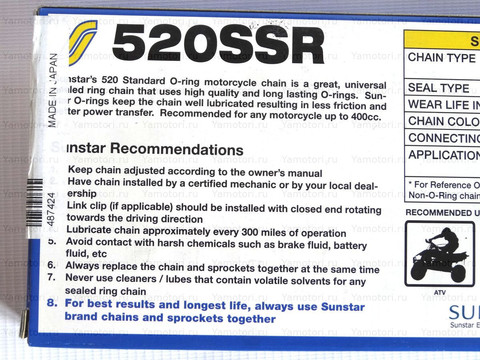 520SSR
MADE IN JAPAN
nstar's 520 Standard O-ring motorcycle chain is a great, universal
aled ring chain that uses high quality and long lasting O-rings. Sun-
r O-rings keep the chain well lubricated resulting in less friction and
ter power transfer. Recommended for any motorcycle up to 400cc.
unstar Recommendations
Keep chain adjusted according to the owner's manual
Have chain installed by a certified mechanic or by your local deal-
ership
Link clip (if applicable) should be installed with closed end rotating
towards the driving direction
Lubricate chain approximately every 300 miles of operation
5. Avoid contact with harsh chemicals such as brake fluid, battery
fluid, etc
6. Always replace the chain and sprockets together at the same time
7. Never use cleaners / lubes that contain volatile solvents for any
sealed ring chain
8. For best results and longest life, always use Sunstar
brand chains and sprockets together
487424
S
CHAIN TYPE
SEAL TYPE
WEAR LIFE IN
CHAIN COLO
CONNECTING
APPLICATION
* For Reference O
Non-O-Ring chain
RECOMMENDED U
ATV
SU
Sunstar E
Yamotori.ru